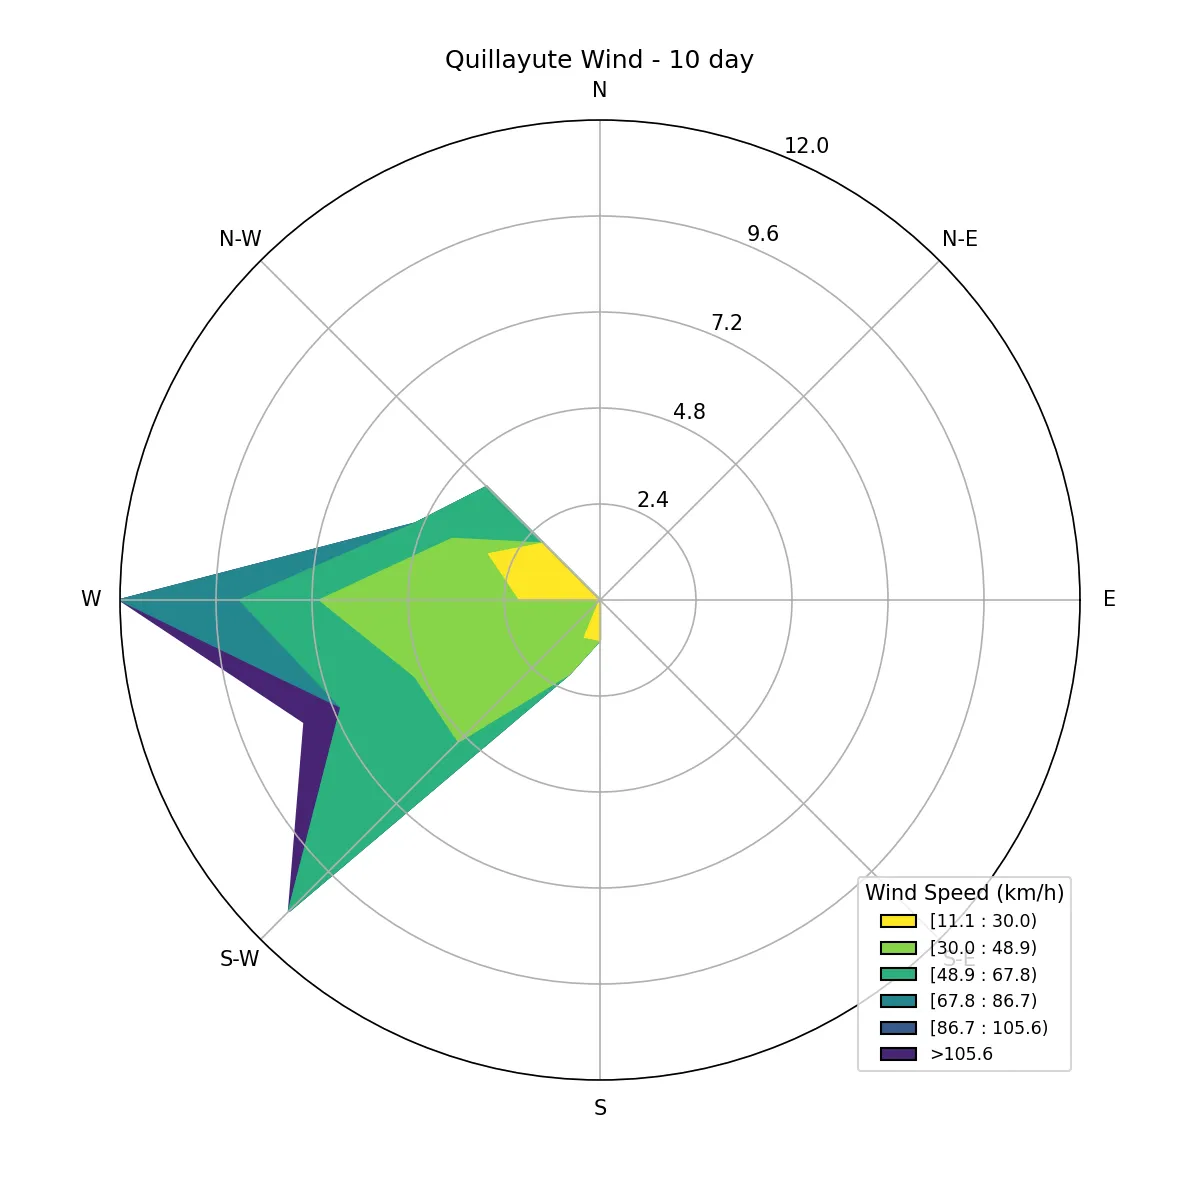 Quillayute Wind - 10 day
N
12.0
N-W
9.6
N-E
7.2
4.8
2.4
W
E
Wind Speed (km/h)
[11.1 : 30.0)
[30.0 : 48.9)
S-W
S-E
[48.9 : 67.8)
[67.8 : 86.7)
[86.7 : 105.6)
>105.6
S